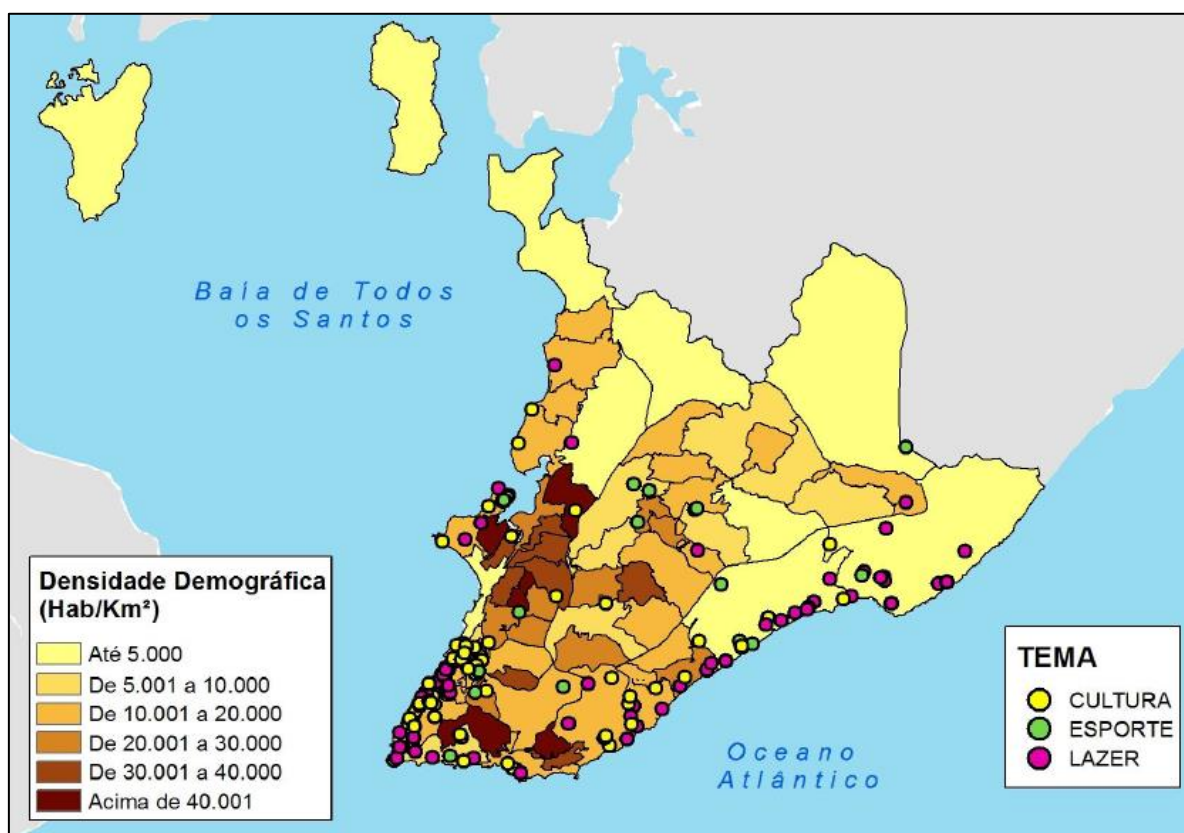 Baía de Todos
os Santos
Densidade Demográfica
(Hab/Km²)
Até 5.000
De 5.001 a 10.000
De 10.001 a 20.000
De 20.001 a 30.000
De 30.001 a 40.000
Acima de 40.001
Oceano
Atlântico
TEMA
CULTURA
ESPORTE
LAZER